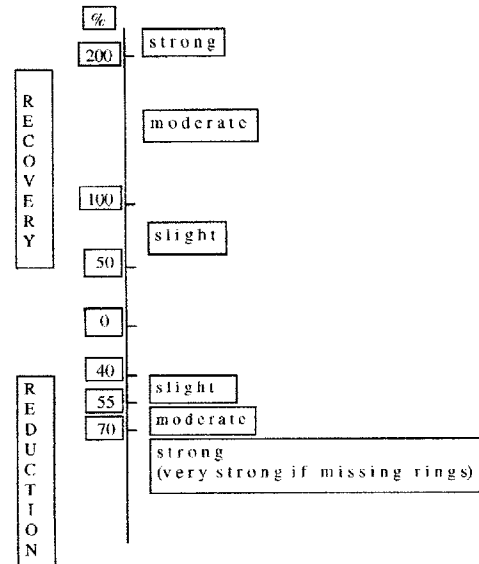 %
strong
200
RECOVERY
moderate
100
slight
50
0
40
REDUCTION
slight
55
moderate
70
strong
(very strong if missing rings)